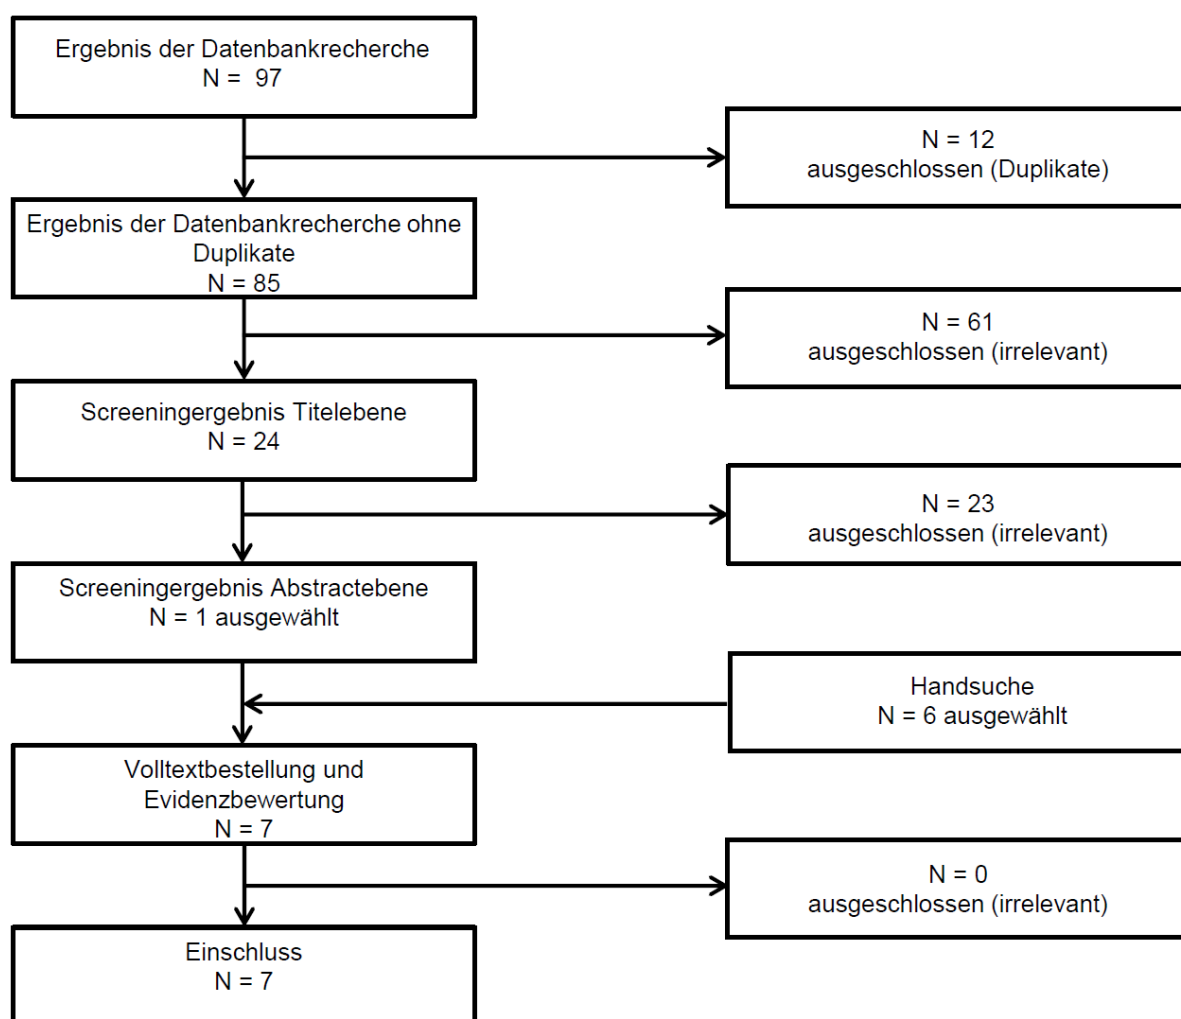 Ergebnis der Datenbankrecherche
N =  97
N = 12
ausgeschlossen (Duplikate)
Ergebnis der Datenbankrecherche ohne
Duplikate
N = 85
N = 61
ausgeschlossen (irrelevant)
Screeningergebnis Titelebene
N = 24
N = 23
ausgeschlossen (irrelevant)
Screeningergebnis Abstractebene
N = 1 ausgewählt
Handsuche
N = 6 ausgewählt
Volltextbestellung und
Evidenzbewertung
N = 7
N = 0
ausgeschlossen (irrelevant)
Einschluss
N = 7